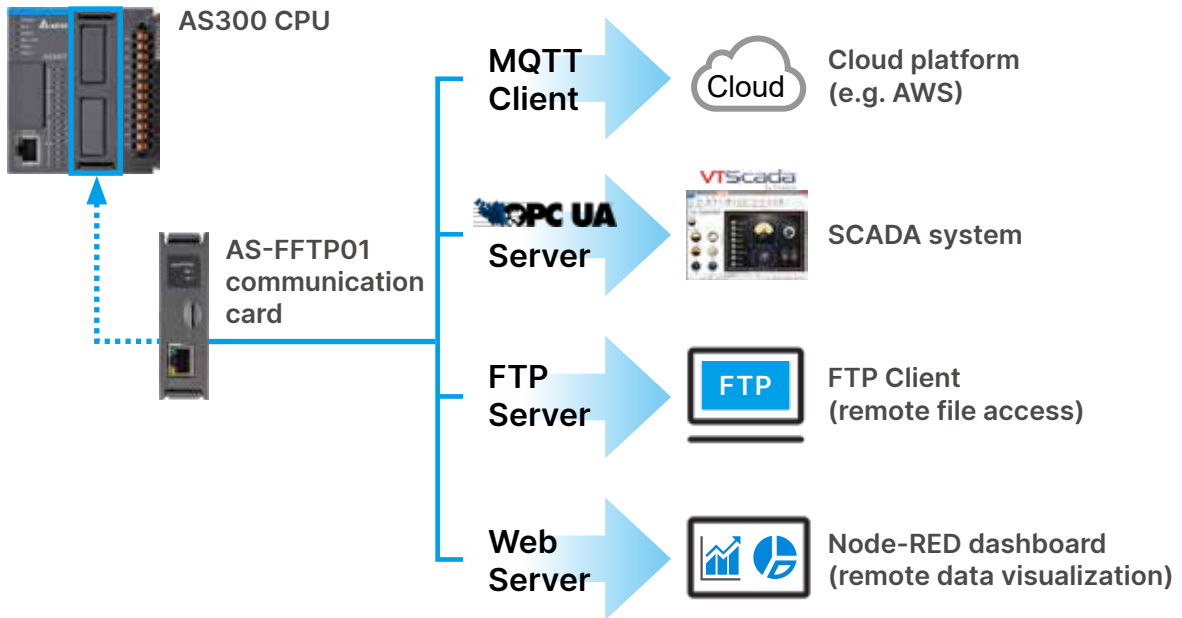 AS300 CPU
MQTT
Client
Cloud
Cloud platform
(e.g. AWS)
AS-FFTP01
communication
card
OPC UA
Server
VTScada
SCADA system
FTP
Server
FTP
FTP Client
(remote file access)
Web
Server
Node-RED dashboard
(remote data visualization)